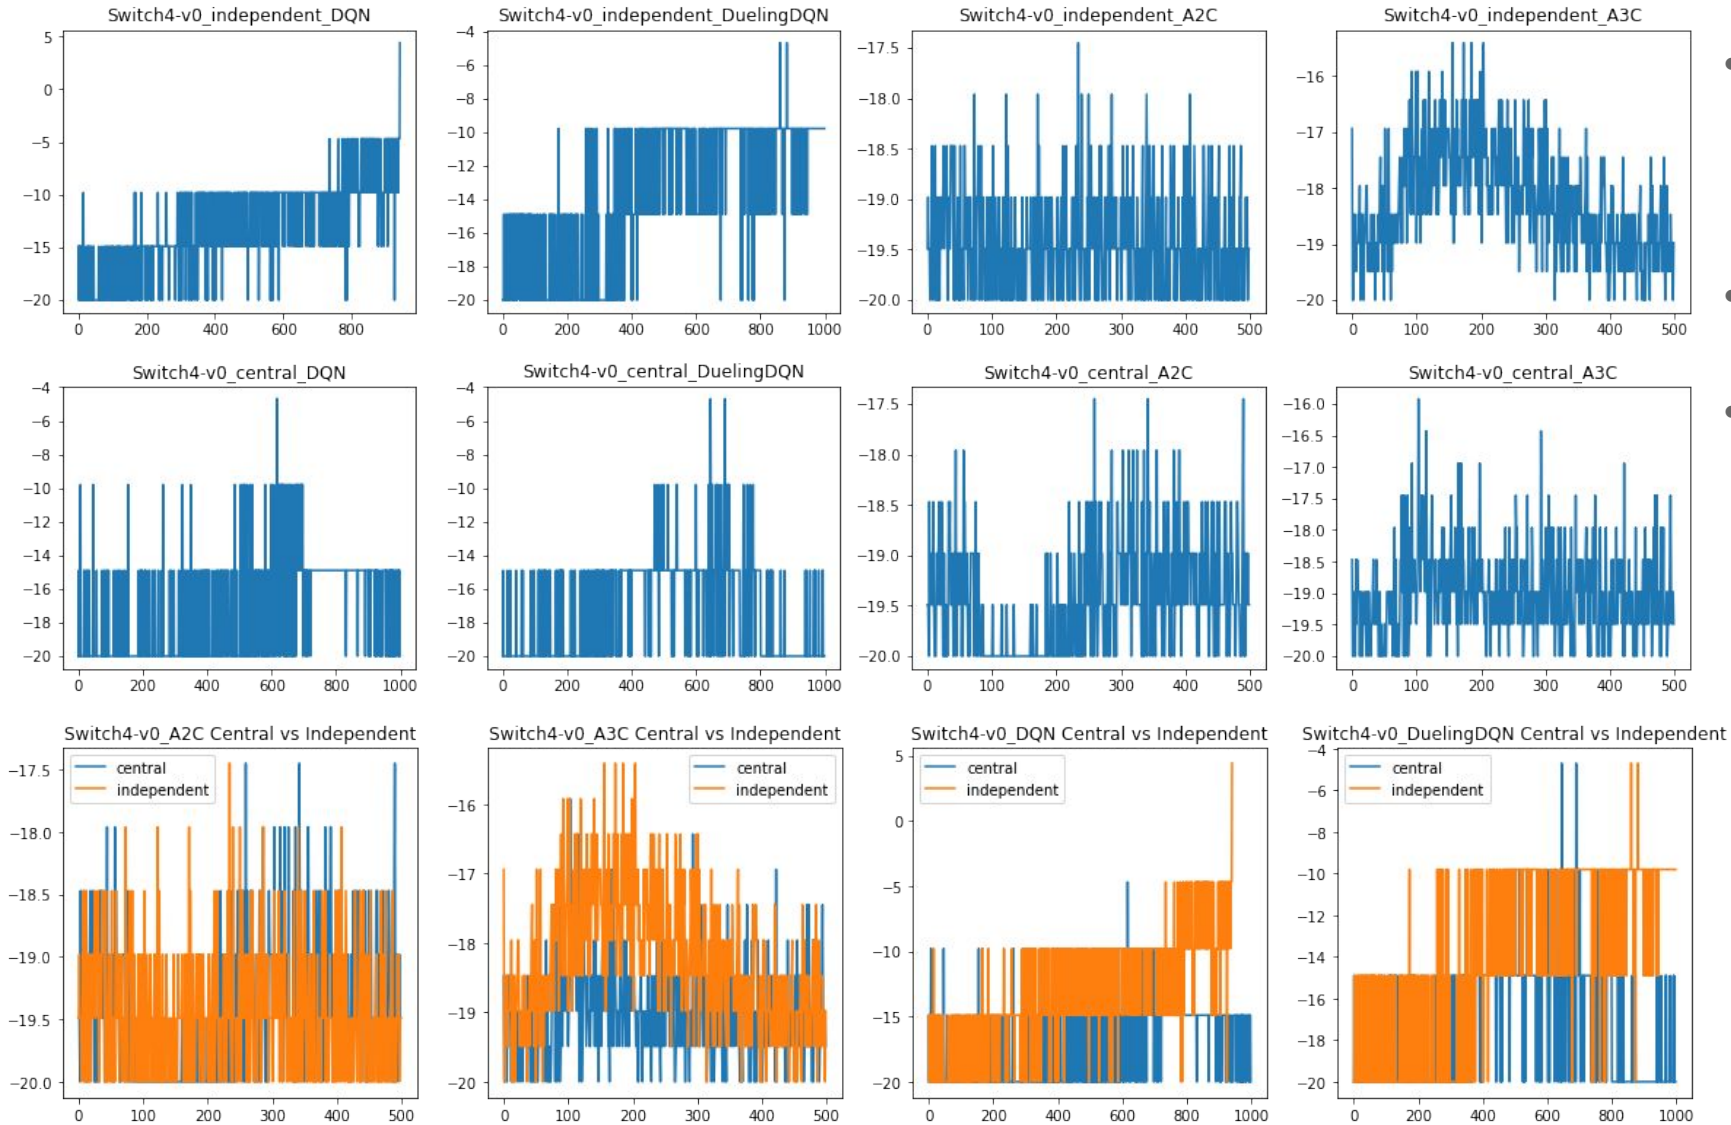 Switch4-v0_independent_DQN
5
0
−5
−10
−15
−20
0 200 400 600 800
Switch4-v0_independent_DuelingDQN
−4
−6
−8
−10
−12
−14
−16
−18
−20
0 200 400 600 800 1000
Switch4-v0_independent_A2C
−17.5
−18.0
−18.5
−19.0
−19.5
−20.0
0 100 200 300 400 500
Switch4-v0_independent_A3C
−16
−17
−18
−19
−20
0 100 200 300 400 500
Switch4-v0_central_DQN
−4
−6
−8
−10
−12
−14
−16
−18
−20
0 200 400 600 800 1000
Switch4-v0_central_DuelingDQN
−4
−6
−8
−10
−12
−14
−16
−18
−20
0 200 400 600 800 1000
Switch4-v0_central_A2C
−17.5
−18.0
−18.5
−19.0
−19.5
−20.0
0 100 200 300 400 500
Switch4-v0_central_A3C
−16.0
−16.5
−17.0
−17.5
−18.0
−18.5
−19.0
−19.5
−20.0
0 100 200 300 400 500
Switch4-v0_A2C Central vs Independent
central
independent
−17.5
−18.0
−18.5
−19.0
−19.5
−20.0
0 100 200 300 400 500
Switch4-v0_A3C Central vs Independent
central
independent
−16
−17
−18
−19
−20
0 100 200 300 400 500
Switch4-v0_DQN Central vs Independent
central
independent
5
0
−5
−10
−15
−20
0 200 400 600 800 1000
Switch4-v0_DuelingDQN Central vs Independent
central
independent
−4
−6
−8
−10
−12
−14
−16
−18
−20
0 200 400 600 800 1000